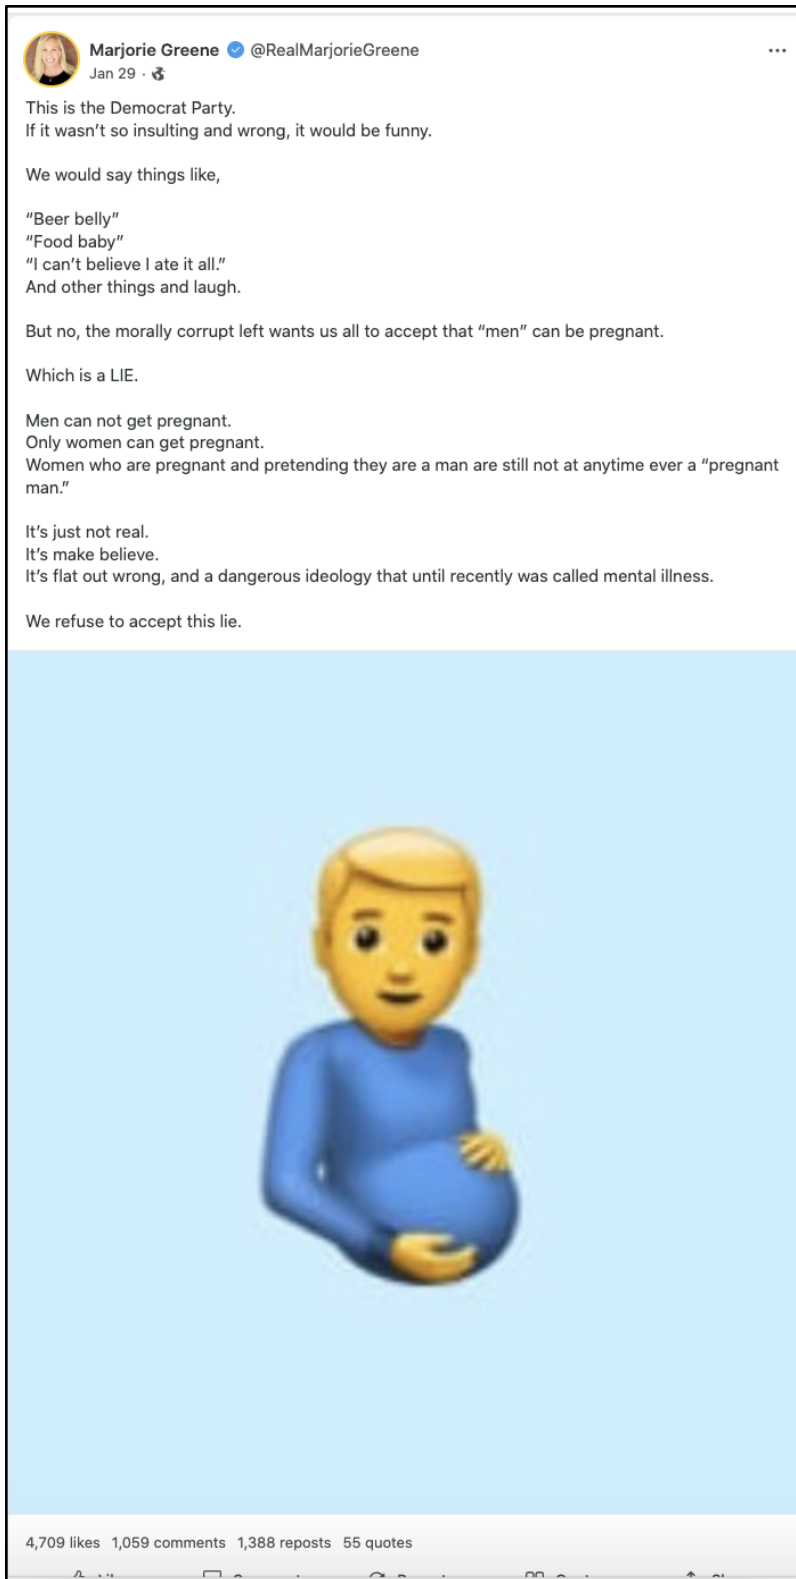 Marjorie Greene @RealMarjorieGreene
Jan 29 ·
This is the Democrat Party.
If it wasn't so insulting and wrong, it would be funny.
We would say things like,
"Beer belly"
"Food baby"
"I can't believe I ate it all."
And other things and laugh.
But no, the morally corrupt left wants us all to accept that "men" can be pregnant.
Which is a LIE.
Men can not get pregnant.
Only women can get pregnant.
Women who are pregnant and pretending they are a man are still not at anytime ever a "pregnant
man."
It's just not real.
It's make believe.
It's flat out wrong, and a dangerous ideology that until recently was called mental illness.
We refuse to accept this lie.
4,709 likes 1,059 comments 1,388 reposts 55 quotes